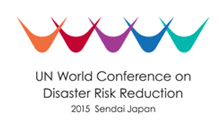 UN World Conference on
Disaster Risk Reduction
2015 Sendai Japan